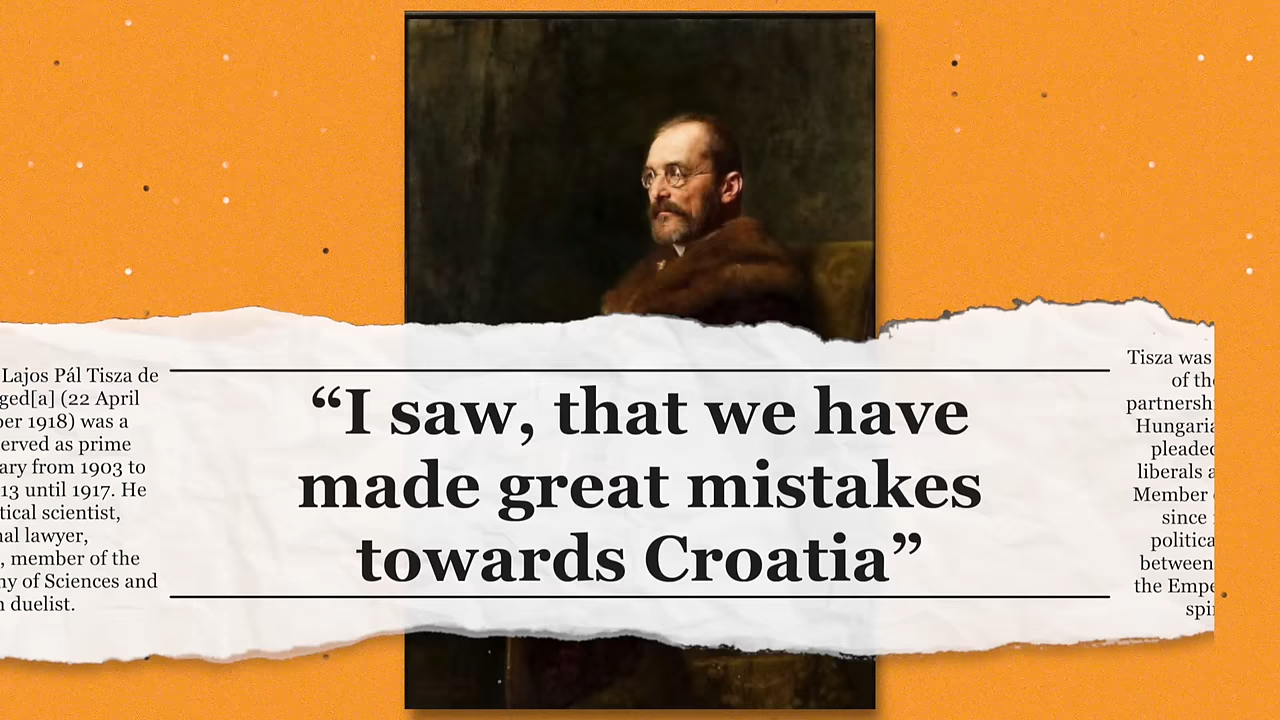 Lajos Pál Tisza de
ged[a] (22 April
ber 1918) was a
erved as prime
ary from 1903 to
13 until 1917. He
tical scientist,
nal lawyer,
, member of the
ny of Sciences and
n duelist.
“I saw, that we have
made great mistakes
towards Croatia”
Tisza was
of the
partnersh
Hungaria
pleaded
liberals a
Member
since
politica
between
the Empe
spi